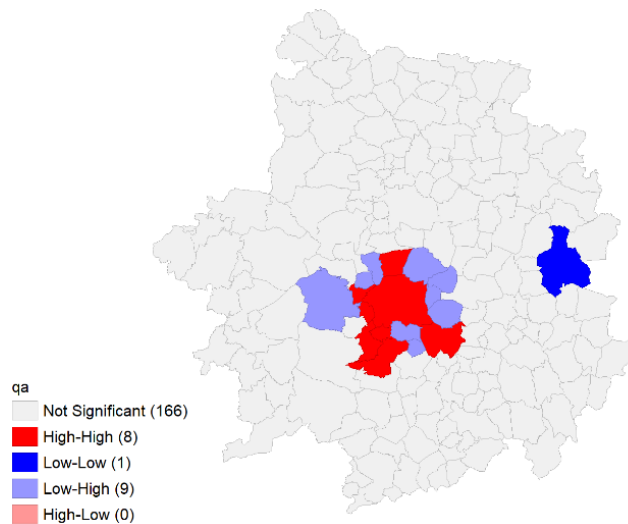 qa
Not Significant (166)
High-High (8)
Low-Low (1)
Low-High (9)
High-Low (0)